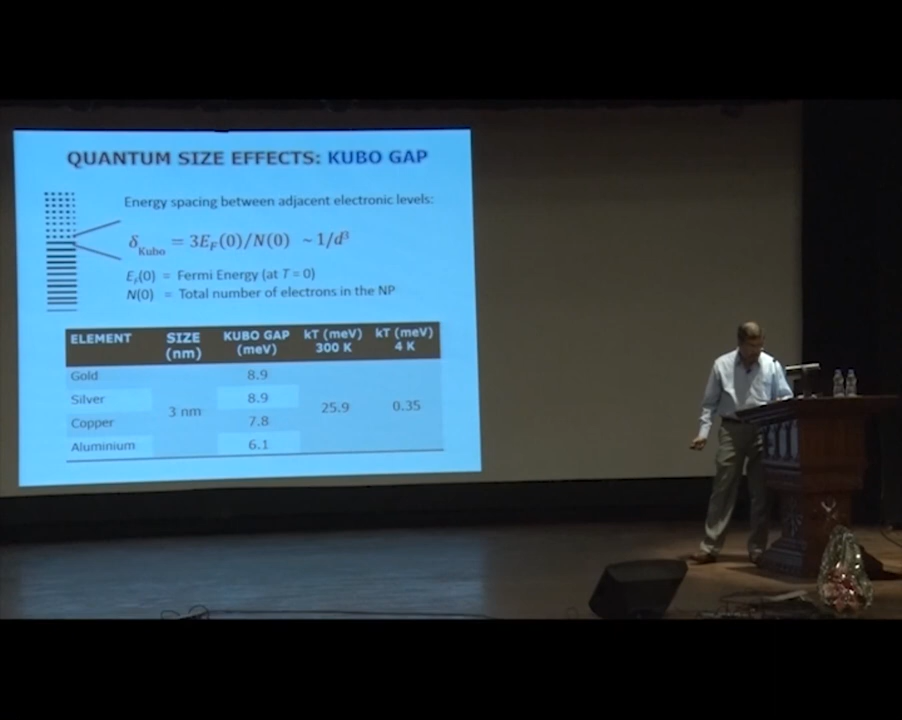 QUANTUM SIZE EFFECTS: KUBO GAP
Energy spacing between adjacent electronic levels:
δ_Kubo = 3E_F(0)/N(0) ~ 1/d³
E_F(0) = Fermi Energy (at T = 0)
N(0) = Total number of electrons in the NP
ELEMENT SIZE (nm) KUBO GAP (meV) kT (meV) 300 K kT (meV) 4 K
Gold 8.9
Silver 8.9
3 nm 25.9 0.35
Copper 7.8
Aluminium 6.1